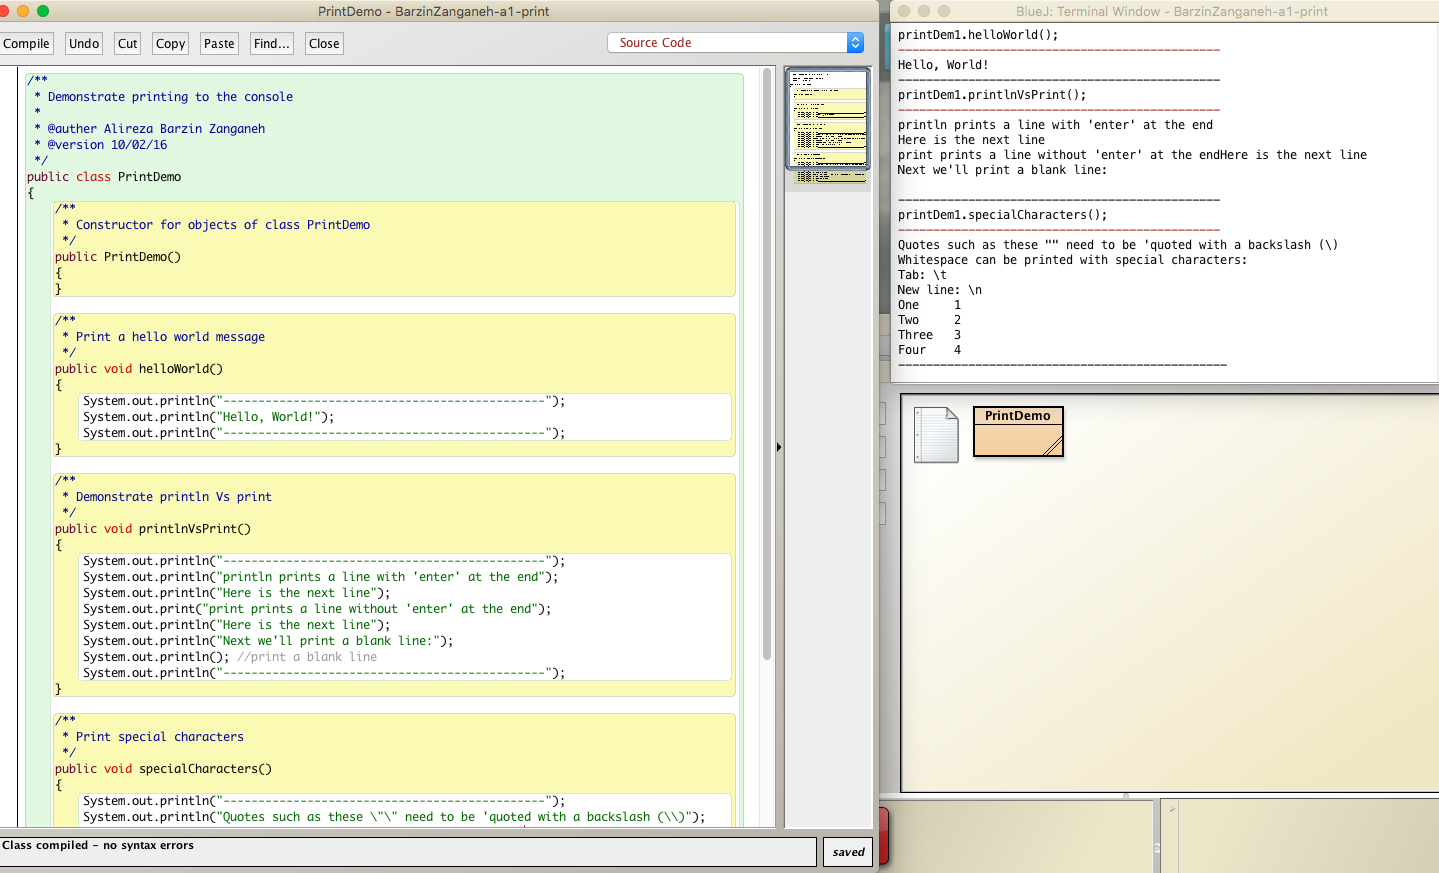 PrintDemo - BarzinZanganeh-a1-print
Compile Undo Cut Copy Paste Find... Close Source Code
/**
 * Demonstrate printing to the console
 *
 * @auther Alireza Barzin Zanganeh
 * @version 10/02/16
 */
public class PrintDemo
{
    /**
     * Constructor for objects of class PrintDemo
     */
    public PrintDemo()
    {
    }
    /**
     * Print a hello world message
     */
    public void helloWorld()
    {
        System.out.println("----------------------------------------------");
        System.out.println("Hello, World!");
        System.out.println("----------------------------------------------");
    }
    /**
     * Demonstrate println Vs print
     */
    public void printlnVsPrint()
    {
        System.out.println("----------------------------------------------");
        System.out.println("println prints a line with 'enter' at the end");
        System.out.println("Here is the next line");
        System.out.print("print prints a line without 'enter' at the end");
        System.out.println("Here is the next line");
        System.out.println("Next we'll print a blank line:");
        System.out.println(); //print a blank line
        System.out.println("----------------------------------------------");
    }
    /**
     * Print special characters
     */
    public void specialCharacters()
    {
        System.out.println("----------------------------------------------");
        System.out.println("Quotes such as these \"\" need to be 'quoted with a backslash (\\)");
Class compiled - no syntax errors
saved
BlueJ: Terminal Window - BarzinZanganeh-a1-print
printDem1.helloWorld();
----------------------------------------------
Hello, World!
----------------------------------------------
printDem1.printlnVsPrint();
----------------------------------------------
println prints a line with 'enter' at the end
Here is the next line
print prints a line without 'enter' at the endHere is the next line
Next we'll print a blank line:
----------------------------------------------
printDem1.specialCharacters();
----------------------------------------------
Quotes such as these "" need to be 'quoted with a backslash (\)
Whitespace can be printed with special characters:
Tab: \t
New line: \n
One     1
Two     2
Three   3
Four    4
-----------------------------------------------
PrintDemo